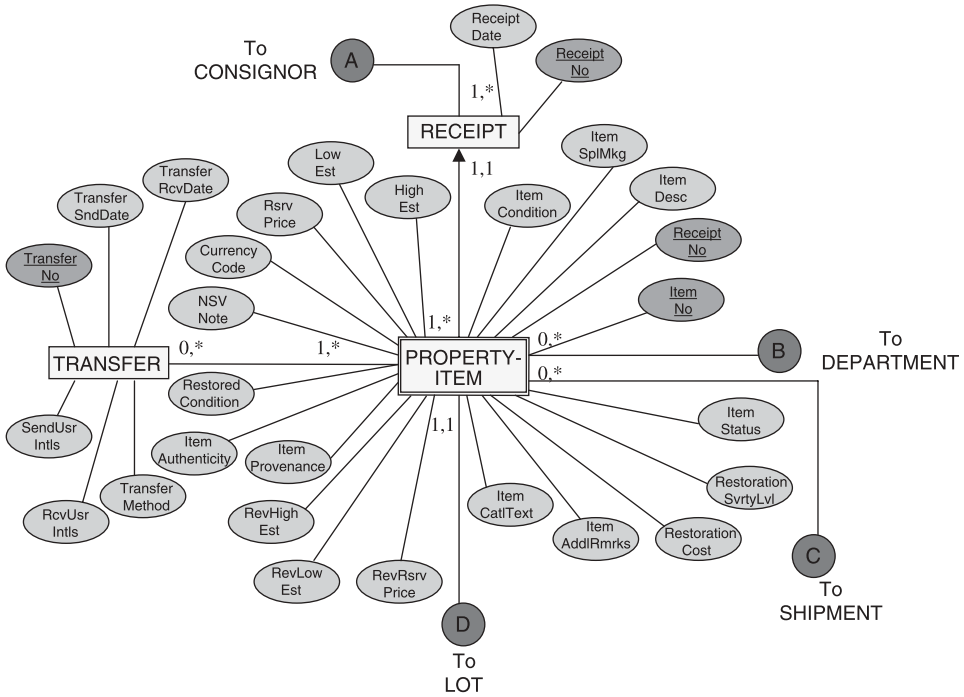 Receipt
Date
To
CONSIGNOR
A
Receipt
No
1,*
RECEIPT
1,1
Item
SplMkg
Low
Est
High
Est
Item
Condition
Item
Desc
Transfer
RcvDate
Transfer
SndDate
Rsrv
Price
Receipt
No
Transfer
No
Currency
Code
Item
No
NSV
Note
1,*
0,*
1,*
0,*
B
To
DEPARTMENT
TRANSFER
PROPERTY-
ITEM
0,*
Restored
Condition
1,1
Item
Status
SendUsr
Intls
Item
Authenticity
Item
Provenance
Transfer
Method
RcvUsr
Intls
RevHigh
Est
Item
CatlText
Restoration
SvrtyLvl
Item
AddlRmrks
Restoration
Cost
RevLow
Est
RevRsrv
Price
C
To
SHIPMENT
D
To
LOT